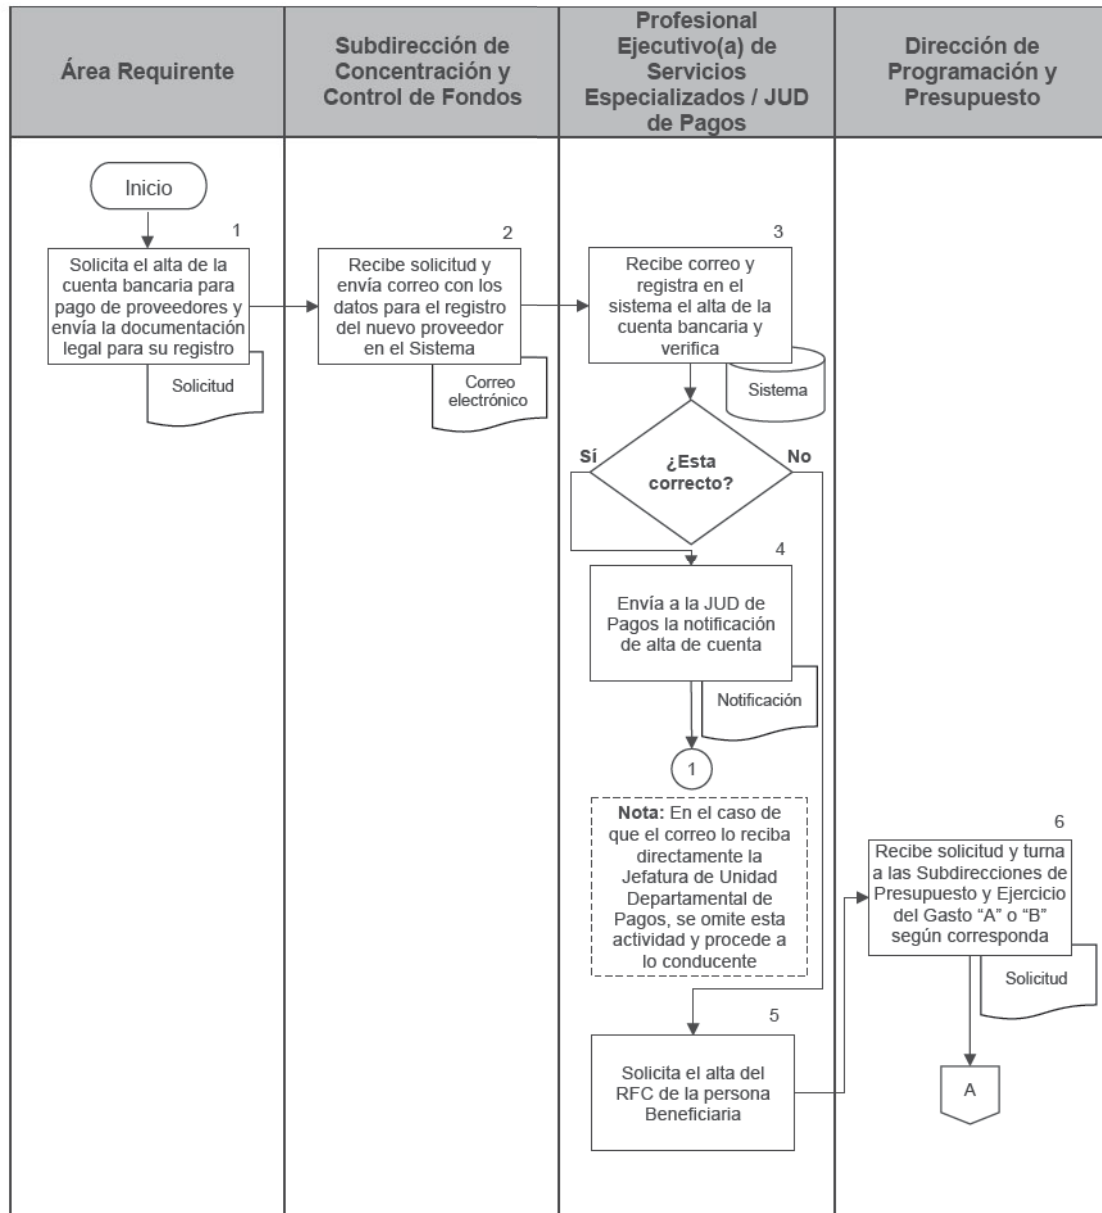 Área Requirente
Subdirección de
Concentración y
Control de Fondos
Profesional
Ejecutivo(a) de
Servicios
Especializados / JUD
de Pagos
Dirección de
Programación y
Presupuesto
Inicio
1
Solicita el alta de la
cuenta bancaria para
pago de proveedores y
envía la documentación
legal para su registro
Solicitud
2
Recibe solicitud y
envía correo con los
datos para el registro
del nuevo proveedor
en el Sistema
Correo
electrónico
3
Recibe correo y
registra en el
sistema el alta de la
cuenta bancaria y
verifica
Sistema
Sí
¿Esta
correcto?
No
4
Envía a la JUD de
Pagos la notificación
de alta de cuenta
Notificación
1
Nota: En el caso de
que el correo lo reciba
directamente la
Jefatura de Unidad
Departamental de
Pagos, se omite esta
actividad y procede a
lo conducente
5
Solicita el alta del
RFC de la persona
Beneficiaria
6
Recibe solicitud y turna
a las Subdirecciones de
Presupuesto y Ejercicio
del Gasto “A” o “B”
según corresponda
Solicitud
A